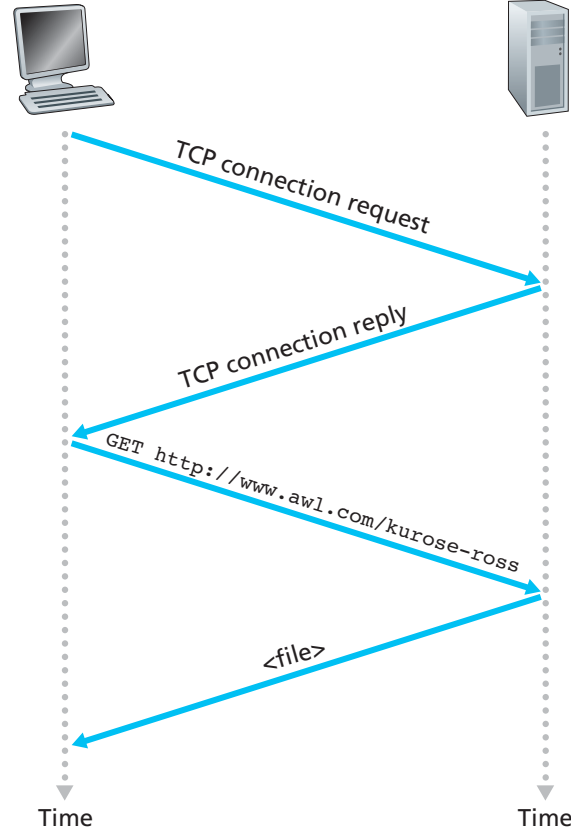 TCP connection request
TCP connection reply
GET http://www.awl.com/kurose-ross
<file>
Time
Time